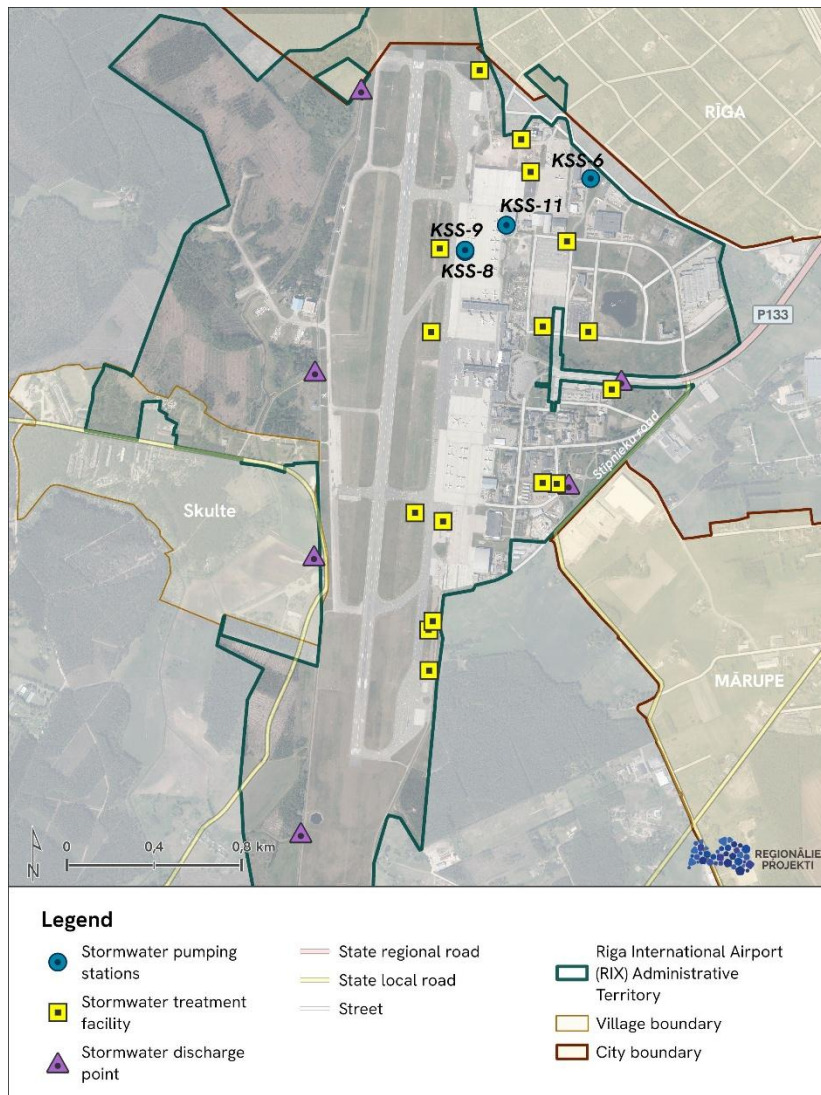 RĪGA
KSS-6
KSS-11
KSS-9
KSS-8
P133
Stipnieku road
Skulte
MĀRUPE
N
0 0,4 0,8 km
REĢIONĀLIE
PROJEKTI
Legend
Stormwater pumping
stations
Stormwater treatment
facility
Stormwater discharge
point
State regional road
State local road
Street
Riga International Airport
(RIX) Administrative
Territory
Village boundary
City boundary